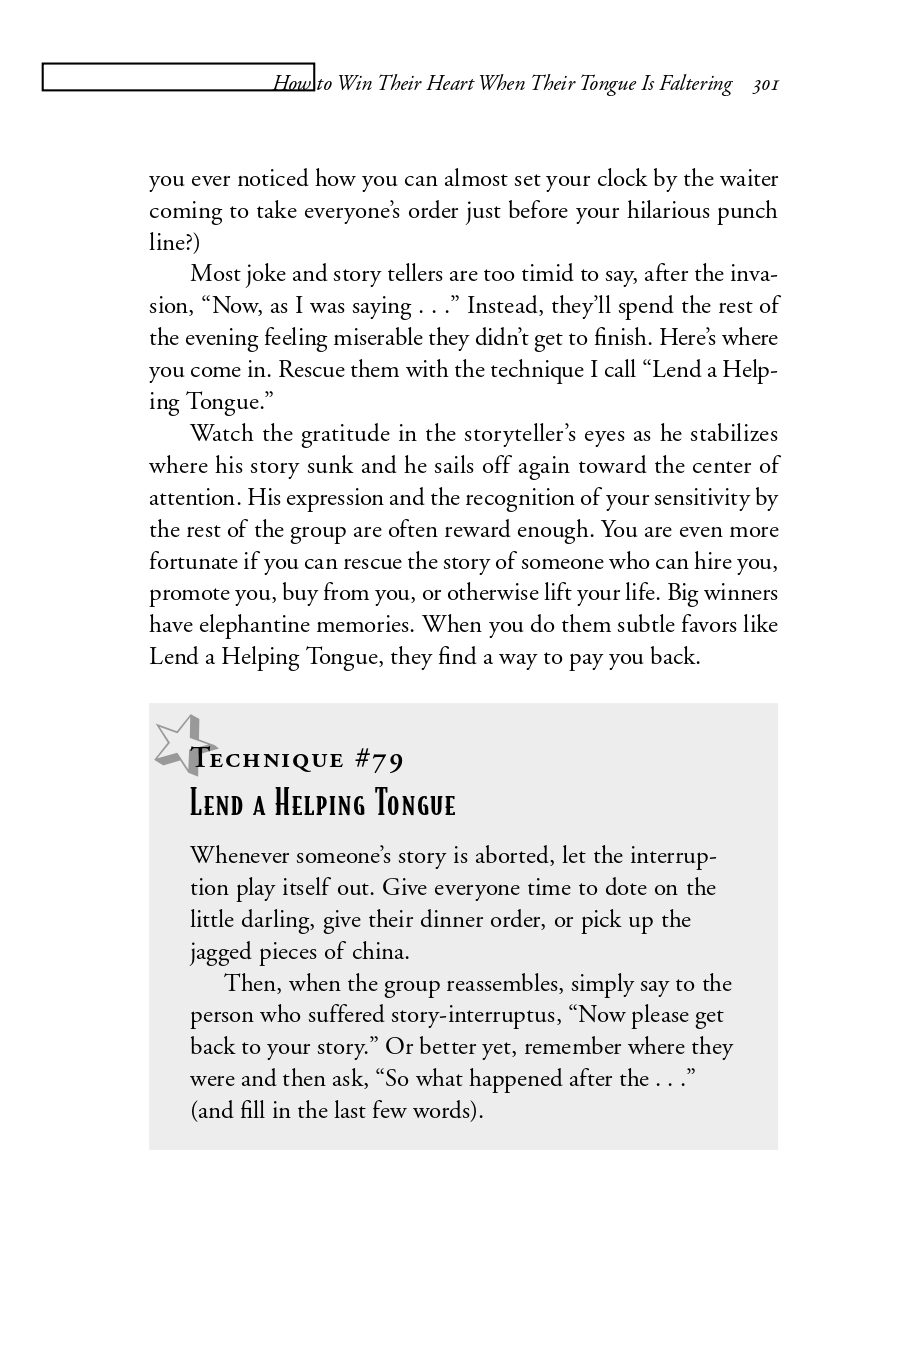 How to Win Their Heart When Their Tongue Is Faltering 301
you ever noticed how you can almost set your clock by the waiter
coming to take everyone’s order just before your hilarious punch
line?)
Most joke and story tellers are too timid to say, after the inva-
sion, “Now, as I was saying . . .” Instead, they’ll spend the rest of
the evening feeling miserable they didn’t get to finish. Here’s where
you come in. Rescue them with the technique I call “Lend a Help-
ing Tongue.”
Watch the gratitude in the storyteller’s eyes as he stabilizes
where his story sunk and he sails off again toward the center of
attention. His expression and the recognition of your sensitivity by
the rest of the group are often reward enough. You are even more
fortunate if you can rescue the story of someone who can hire you,
promote you, buy from you, or otherwise lift your life. Big winners
have elephantine memories. When you do them subtle favors like
Lend a Helping Tongue, they find a way to pay you back.
Technique #79
Lend a Helping Tongue
Whenever someone’s story is aborted, let the interrup-
tion play itself out. Give everyone time to dote on the
little darling, give their dinner order, or pick up the
jagged pieces of china.
Then, when the group reassembles, simply say to the
person who suffered story-interruptus, “Now please get
back to your story.” Or better yet, remember where they
were and then ask, “So what happened after the . . .”
(and fill in the last few words).